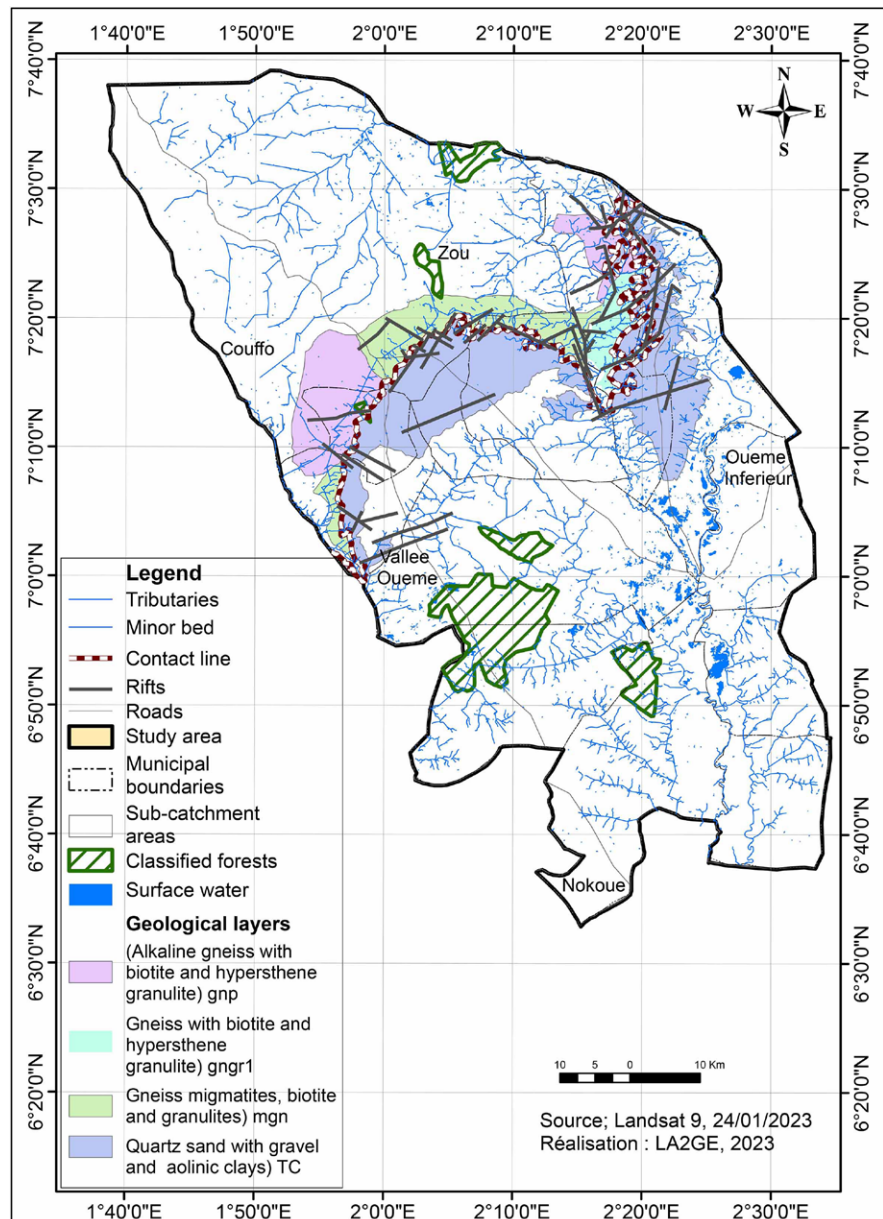 1°40'0"E 1°50'0"E 2°0'0"E 2°10'0"E 2°20'0"E 2°30'0"E
7°40'0"N 7°40'0"N
N
W E
S
7°30'0"N 7°30'0"N
Zou
7°20'0"N 7°20'0"N
Couffo
7°10'0"N 7°10'0"N
Oueme
Inferieur
Vallee
Oueme
7°0'0"N 7°0'0"N
Legend
Tributaries
Minor bed
Contact line
Rifts
Roads
Study area
Municipal
boundaries
Sub-catchment
areas
Classified forests
Surface water
Geological layers
(Alkaline gneiss with
biotite and hypersthene
granulite) gnp
Gneiss with biotite and
hypersthene
granulite) gngr1
Gneiss migmatites, biotite
and granulites) mgn
Quartz sand with gravel
and aolinic clays) TC
6°50'0"N 6°50'0"N
6°40'0"N 6°40'0"N
Nokoue
6°30'0"N 6°30'0"N
6°20'0"N 6°20'0"N
10 5 0 10 Km
Source; Landsat 9, 24/01/2023
Réalisation : LA2GE, 2023
1°40'0"E 1°50'0"E 2°0'0"E 2°10'0"E 2°20'0"E 2°30'0"E